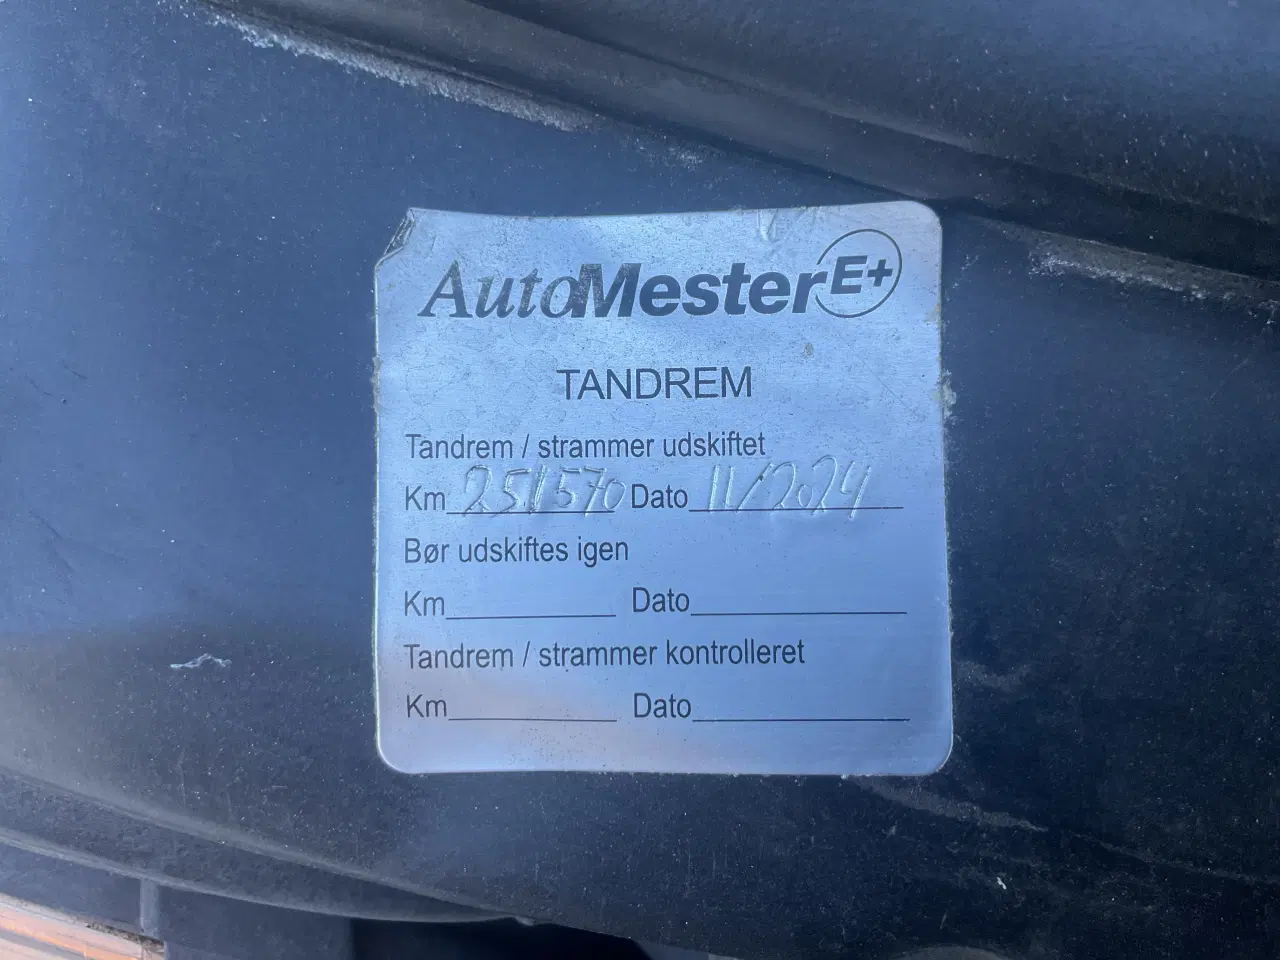 AutoMester E+
TANDREM
Tandrem / strammer udskiftet
Km 251570 Dato 11/2024
Bør udskiftes igen
Km Dato
Tandrem / strammer kontrolleret
Km Dato